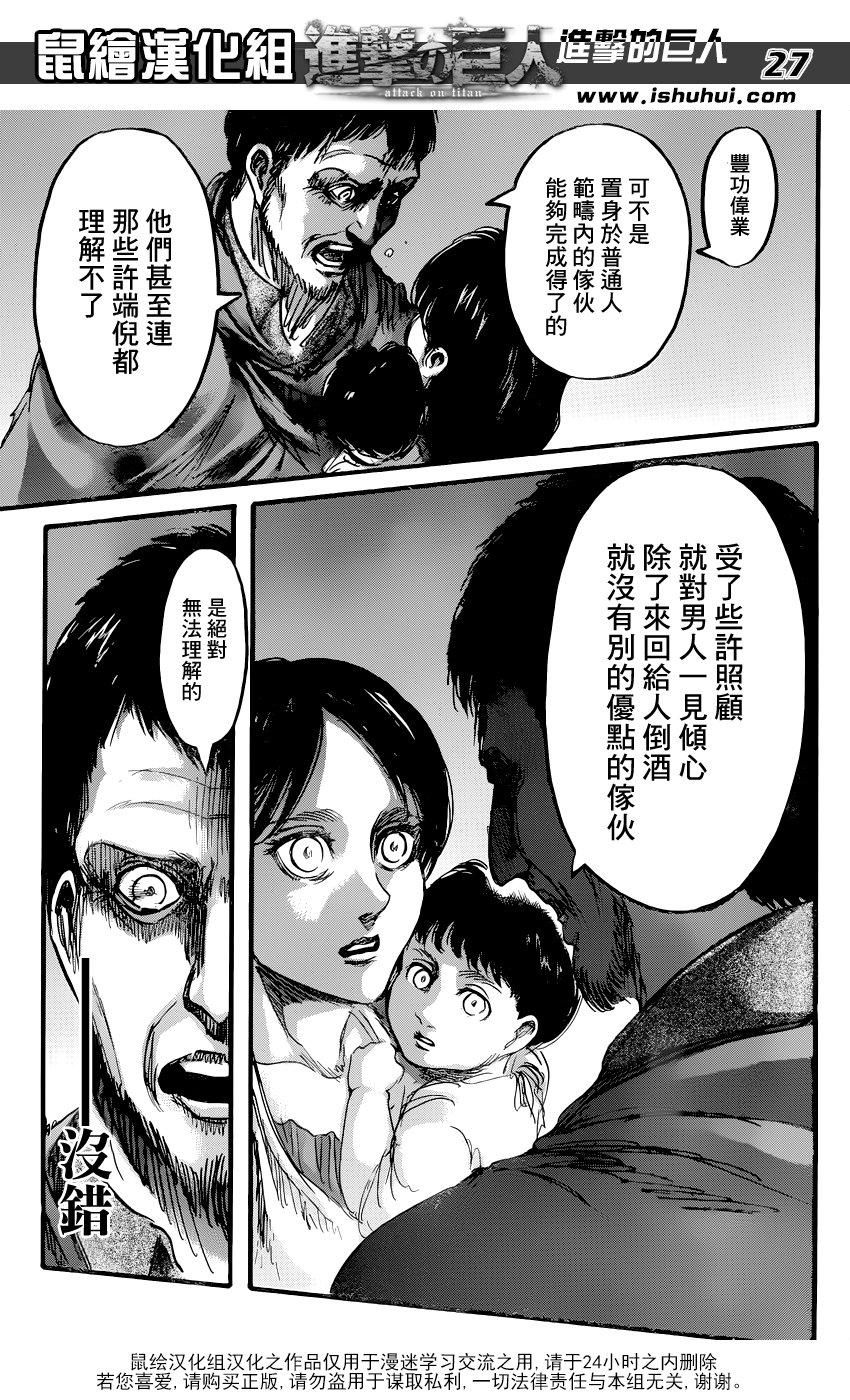 鼠繪漢化組
進撃の巨人
attack on titan
進擊的巨人
27
www.ishuhui.com
豐功偉業
可不是
置身於普通人
範疇內的傢伙
能夠完成得了的
他們甚至連
那些許端倪都
理解不了
受了些許照顧
就對男人一見傾心
除了來回給人倒酒
就沒有別的優點的傢伙
是絕對
無法理解的
——沒錯
鼠绘汉化组汉化之作品仅用于漫迷学习交流之用, 请于24小时之内删除
若您喜爱, 请购买正版, 请勿盗用于谋取私利, 一切法律责任与本组无关, 谢谢。